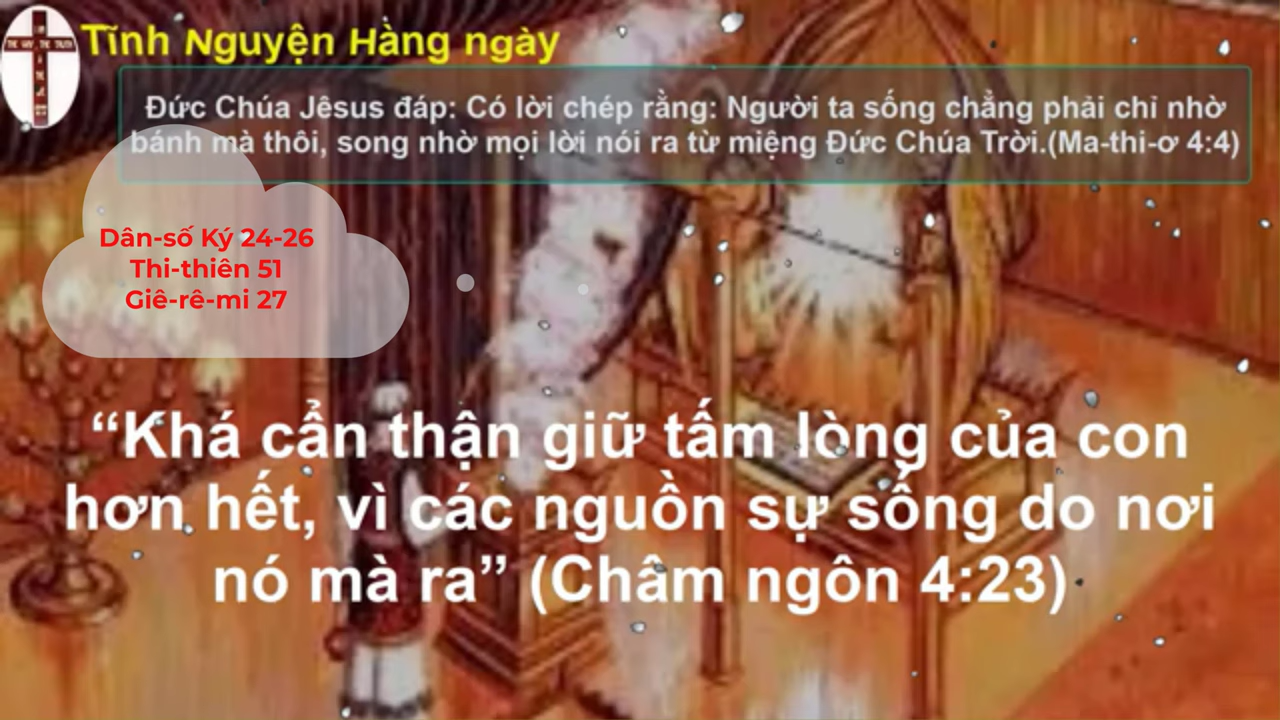 Tĩnh Nguyện Hằng ngày
Đức Chúa Jêsus đáp: Có lời chép rằng: Người ta sống chẳng phải chỉ nhờ
bánh mà thôi, song nhờ mọi lời nói ra từ miệng Đức Chúa Trời.(Ma-thi-ơ 4:4)
Dân-số Ký 24-26
Thi-thiên 51
Giê-rê-mi 27
“Khá cẩn thận giữ tấm lòng của con
hơn hết, vì các nguồn sự sống do nơi
nó mà ra” (Châm ngôn 4:23)